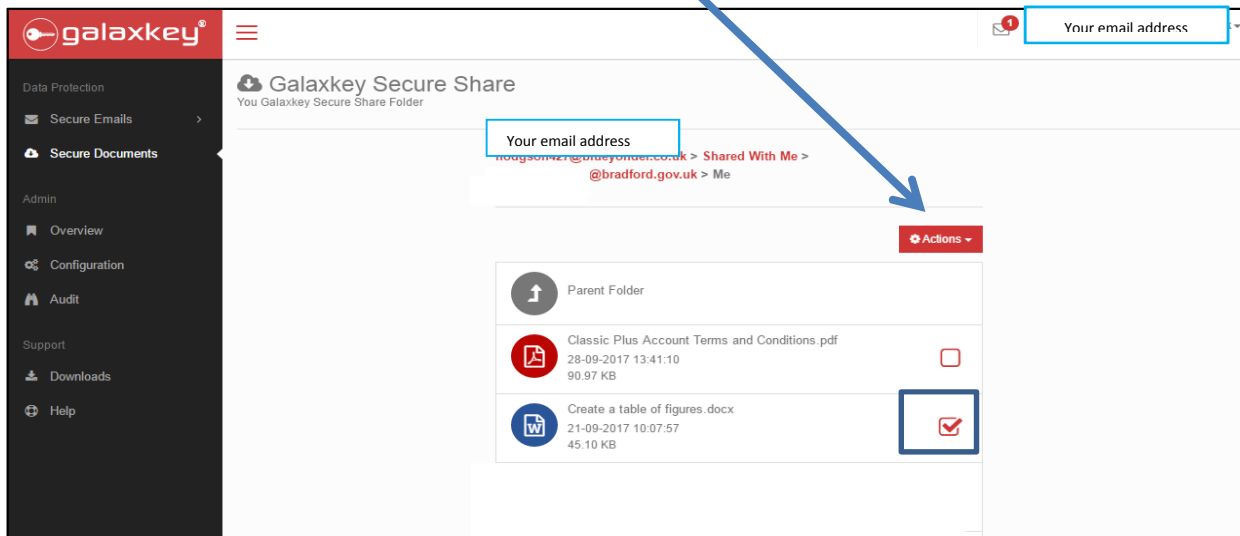 galaxkey®
1
Your email address
Data Protection
Secure Emails
Secure Documents
Admin
Overview
Configuration
Audit
Support
Downloads
Help
Galaxkey Secure Share
You Galaxkey Secure Share Folder
Your email address
> Shared With Me >
@bradford.gov.uk > Me
Actions
Parent Folder
Classic Plus Account Terms and Conditions.pdf
28-09-2017 13:41:10
90.97 KB
Create a table of figures.docx
21-09-2017 10:07:57
45.10 KB